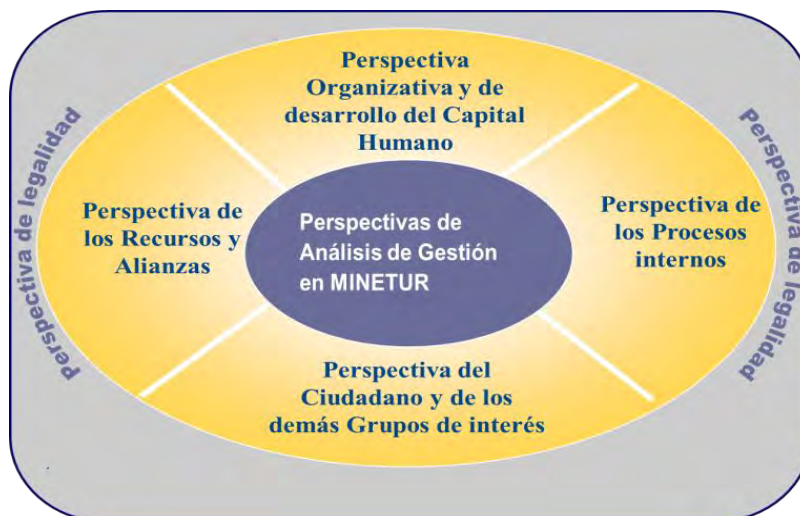 Perspectiva
Organizativa y de
desarrollo del Capital
Humano
Perspectiva de legalidad
Perspectiva de
los Recursos y
Alianzas
Perspectivas de
Análisis de Gestión
en MINETUR
Perspectiva de
los Procesos
internos
Perspectiva de legalidad
Perspectiva del
Ciudadano y de los
demás Grupos de interés